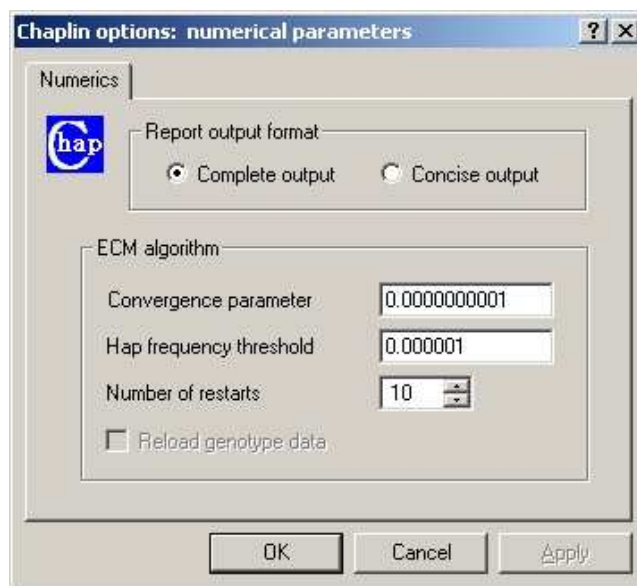 Chaplin options: numerical parameters
Numerics
Chap
Report output format
Complete output
Concise output
ECM algorithm
Convergence parameter
0.0000000001
Hap frequency threshold
0.000001
Number of restarts
10
Reload genotype data
OK
Cancel
Apply